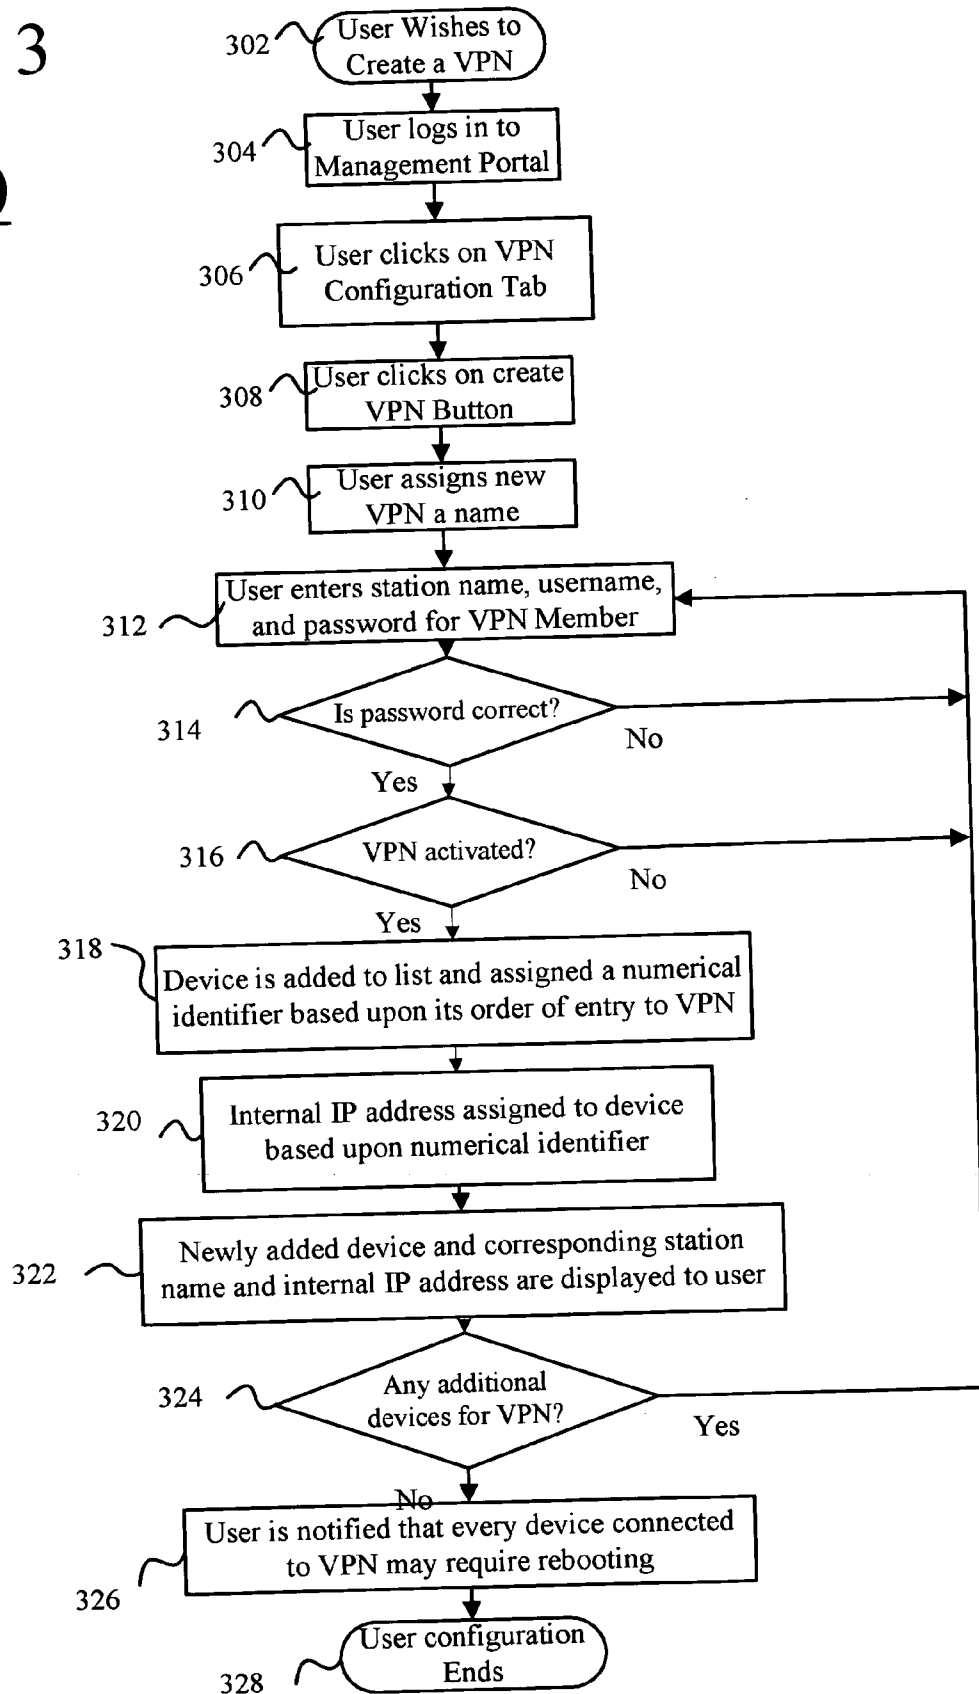 3
302
User Wishes to
Create a VPN
304
User logs in to
Management Portal
306
User clicks on VPN
Configuration Tab
308
User clicks on create
VPN Button
310
User assigns new
VPN a name
312
User enters station name, username,
and password for VPN Member
314
Is password correct?
No
Yes
316
VPN activated?
No
Yes
318
Device is added to list and assigned a numerical
identifier based upon its order of entry to VPN
320
Internal IP address assigned to device
based upon numerical identifier
322
Newly added device and corresponding station
name and internal IP address are displayed to user
324
Any additional
devices for VPN?
Yes
No
326
User is notified that every device connected
to VPN may require rebooting
328
User configuration
Ends